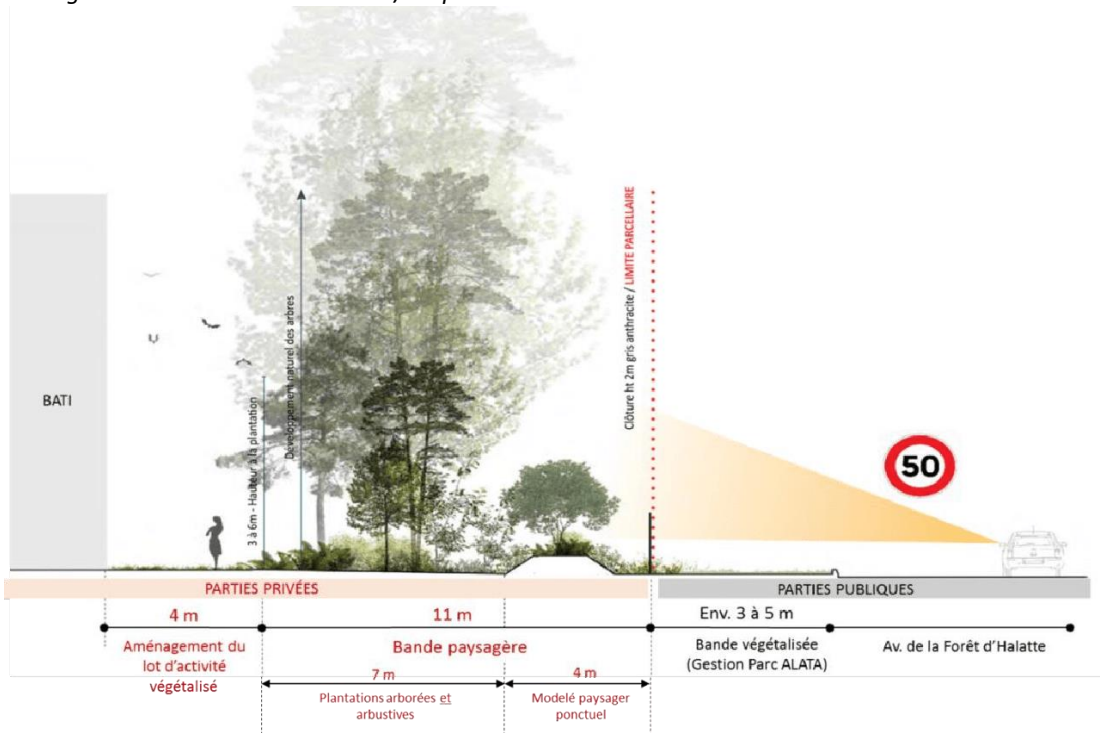 BATI
3 à 6m - Hauteur à la plantation
Développement naturel des arbres
Clôture ht 2m gris anthracite / LIMITE PARCELLAIRE
50
PARTIES PRIVÉES
PARTIES PUBLIQUES
4 m
11 m
Env. 3 à 5 m
Aménagement du
lot d'activité
végétalisé
Bande paysagère
Bande végétalisée
(Gestion Parc ALATA)
Av. de la Forêt d'Halatte
7 m
4 m
Plantations arborées et
arbustives
Modelé paysager
ponctuel